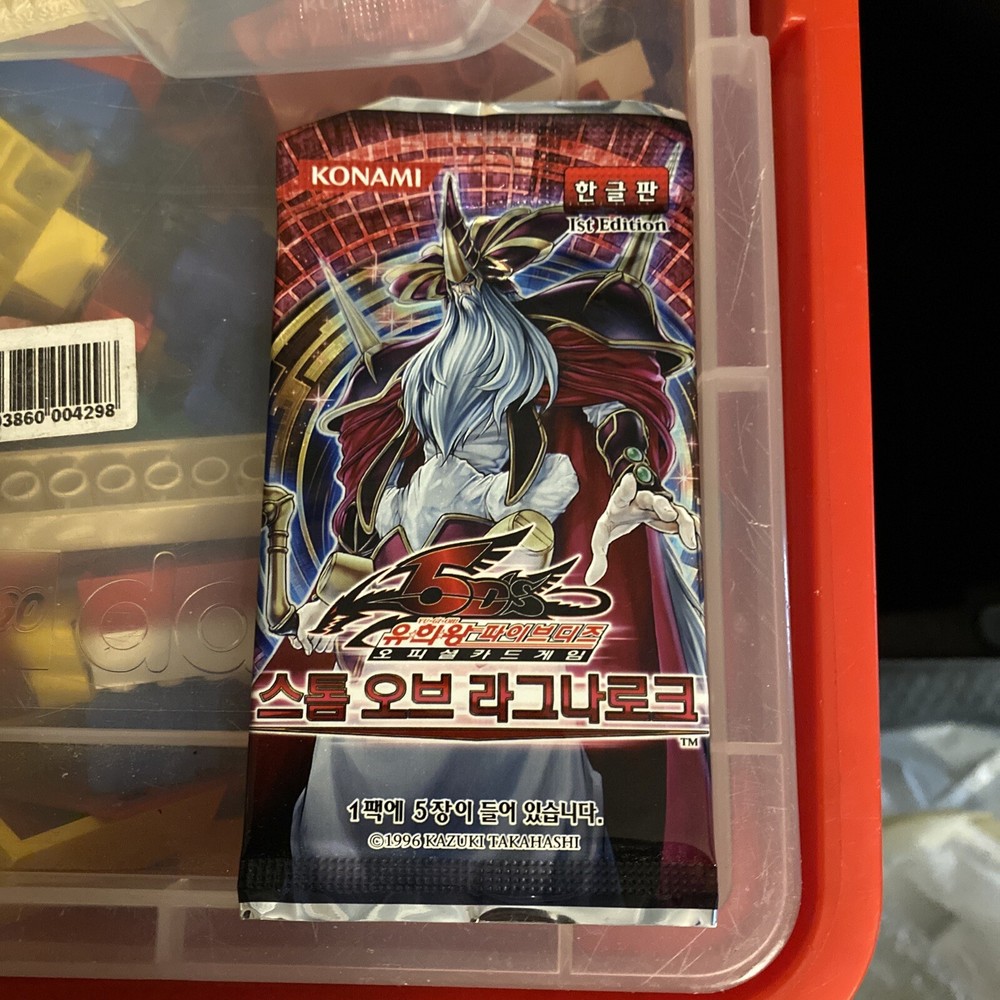 KONAMI
한글판
1st Edition
5D's
유희왕 파이브디즈
오피셜카드게임
스톰 오브 라그나로크
TM
1팩에 5장이 들어 있습니다.
©1996 KAZUKI TAKAHASHI
3860 004298